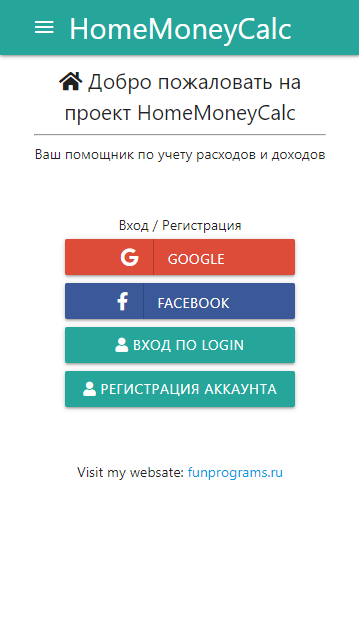 HomeMoneyCalc
Добро пожаловать на
проект HomeMoneyCalc
Ваш помощник по учету расходов и доходов
Вход / Регистрация
GOOGLE
FACEBOOK
ВХОД ПО LOGIN
РЕГИСТРАЦИЯ АККАУНТА
Visit my websate: funprograms.ru